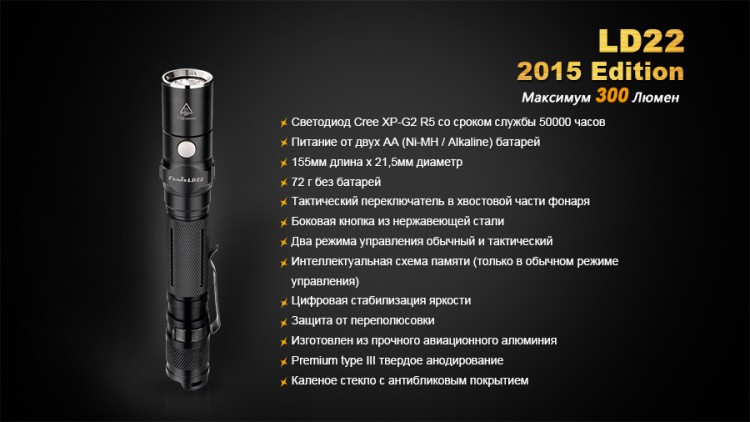 LD22
2015 Edition
Максимум 300 Люмен
Светодиод Cree XP-G2 R5 со сроком службы 50000 часов
Питание от двух АА (Ni-MH / Alkaline) батарей
155мм длина х 21,5мм диаметр
72 г без батарей
Тактический переключатель в хвостовой части фонаря
Боковая кнопка из нержавеющей стали
Два режима управления обычный и тактический
Интеллектуальная схема памяти (только в обычном режиме
управления)
Цифровая стабилизация яркости
Защита от переполюсовки
Изготовлен из прочного авиационного алюминия
Premium type III твердое анодирование
Каленое стекло с антибликовым покрытием
Fenix LD22